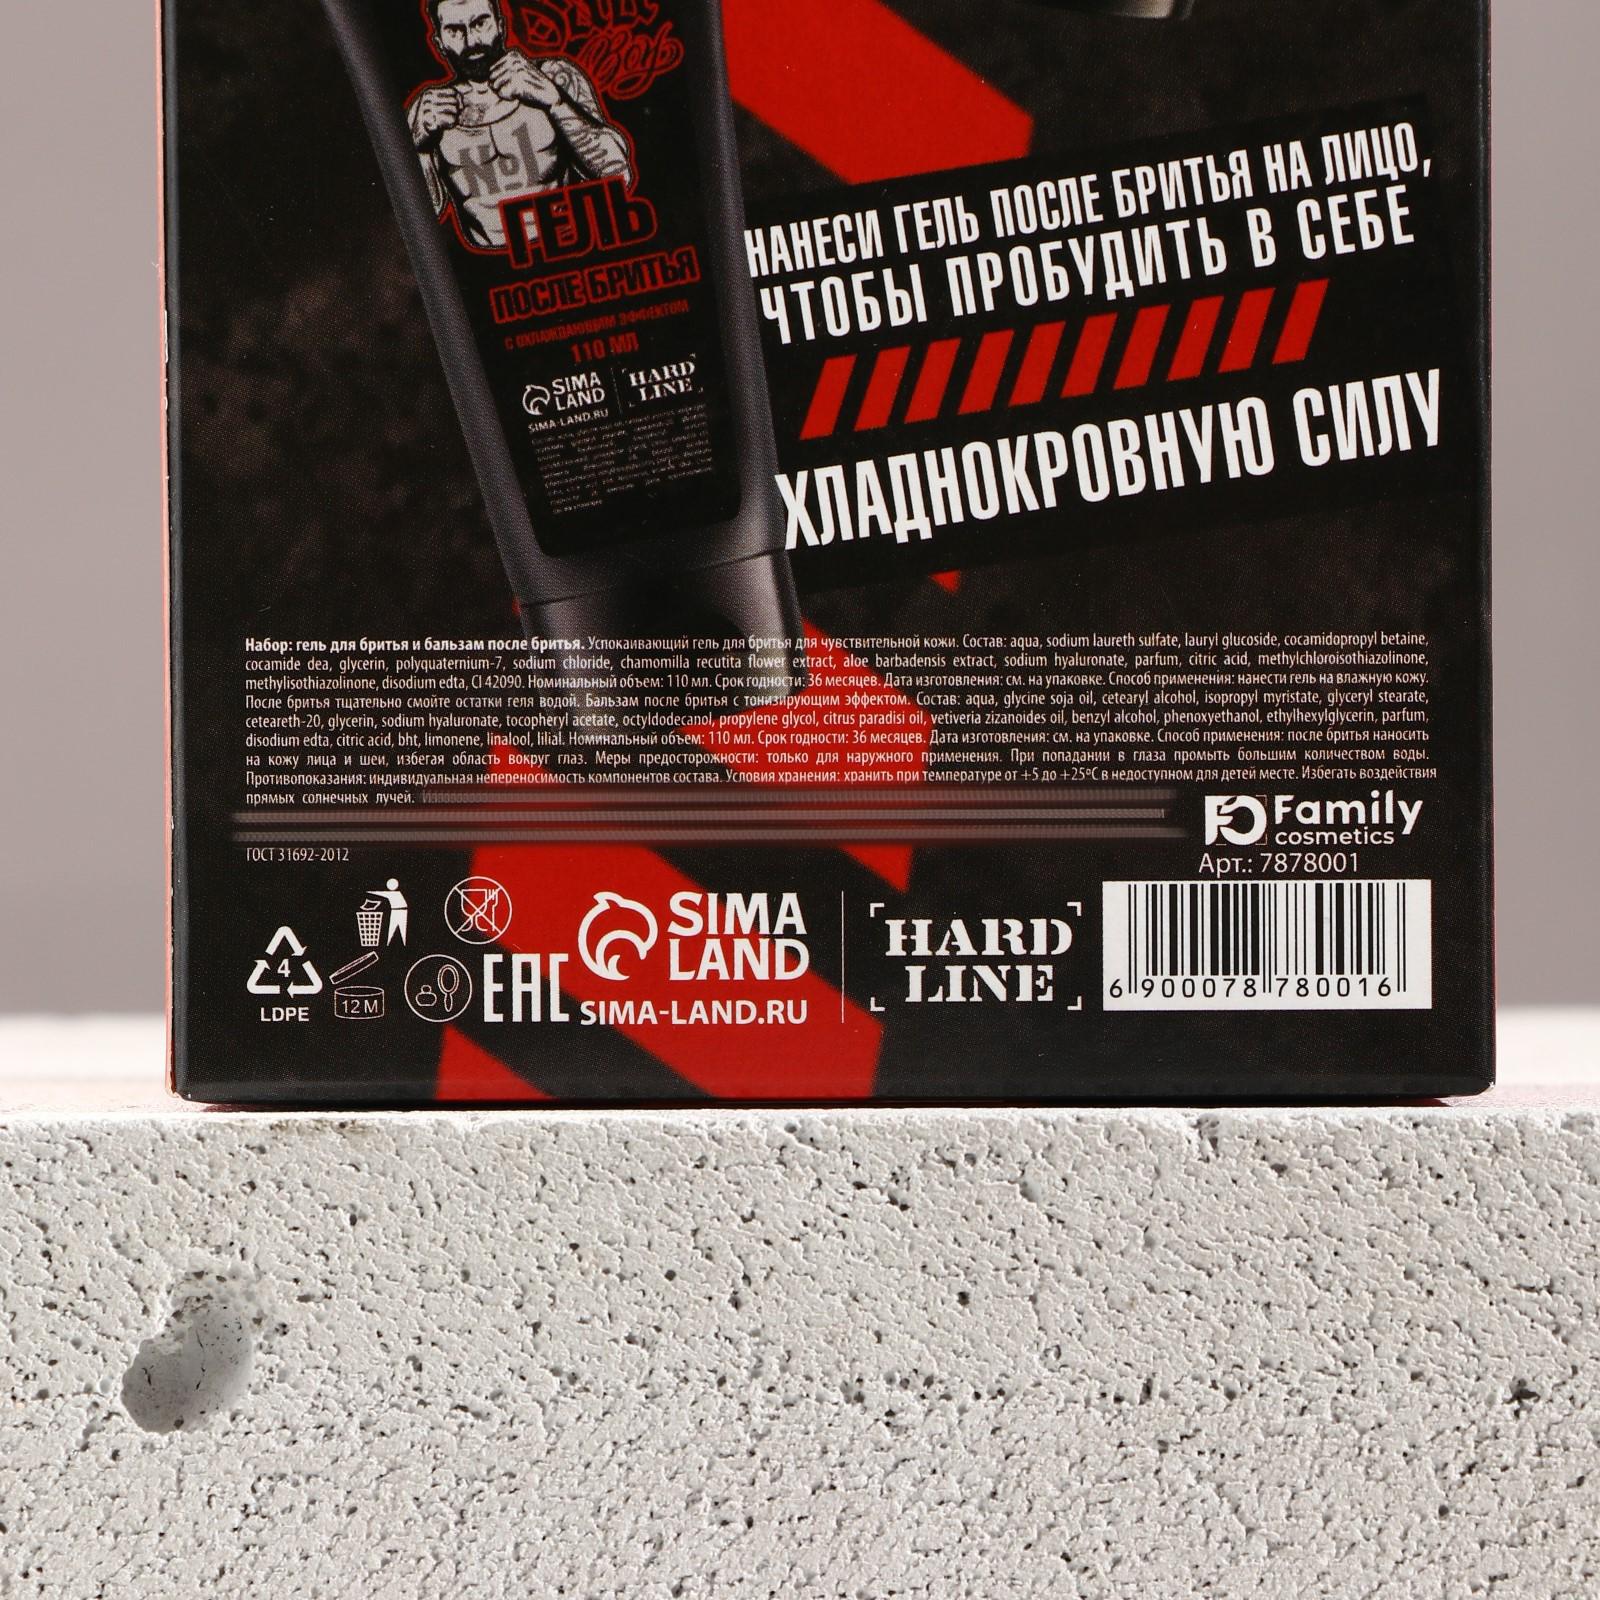 Bad
Boy
№1
ГЕЛЬ
ПОСЛЕ БРИТЬЯ
С ОХЛАЖДАЮЩИМ ЭФФЕКТОМ
110 МЛ
SIMA
LAND
SIMA-LAND.RU
HARD
LINE
НАНЕСИ ГЕЛЬ ПОСЛЕ БРИТЬЯ НА ЛИЦО,
ЧТОБЫ ПРОБУДИТЬ В СЕБЕ
ХЛАДНОКРОВНУЮ СИЛУ
Набор: гель для бритья и бальзам после бритья. Успокаивающий гель для бритья для чувствительной кожи. Состав: aqua, sodium laureth sulfate, lauryl glucoside, cocamidopropyl betaine,
cocamide dea, glycerin, polyquaternium-7, sodium chloride, chamomilla recutita flower extract, aloe barbadensis extract, sodium hyaluronate, parfum, citric acid, methylchloroisothiazolinone,
methylisothiazolinone, disodium edta, CI 42090. Номинальный объем: 110 мл. Срок годности: 36 месяцев. Дата изготовления: см. на упаковке. Способ применения: нанести гель на влажную кожу.
После бритья тщательно смойте остатки геля водой. Бальзам после бритья с тонизирующим эффектом. Состав: aqua, glycine soja oil, cetearyl alcohol, isopropyl myristate, glyceryl stearate,
ceteareth-20, glycerin, sodium hyaluronate, tocopheryl acetate, octyldodecanol, propylene glycol, citrus paradisi oil, vetiveria zizanoides oil, benzyl alcohol, phenoxyethanol, ethylhexylglycerin, parfum,
disodium edta, citric acid, bht, limonene, linalool, lilial. Номинальный объем: 110 мл. Срок годности: 36 месяцев. Дата изготовления: см. на упаковке. Способ применения: после бритья наносить
на кожу лица и шеи, избегая область вокруг глаз. Меры предосторожности: только для наружного применения. При попадании в глаза промыть большим количеством воды.
Противопоказания: индивидуальная непереносимость компонентов состава. Условия хранения: хранить при температуре от +5 до +25ºС в недоступном для детей месте. Избегать воздействия
прямых солнечных лучей.
ГОСТ 31692-2012
Family
cosmetics
Арт.: 7878001
4
LDPE
12 M
EAC
SIMA
LAND
SIMA-LAND.RU
HARD
LINE
6 900078 780016